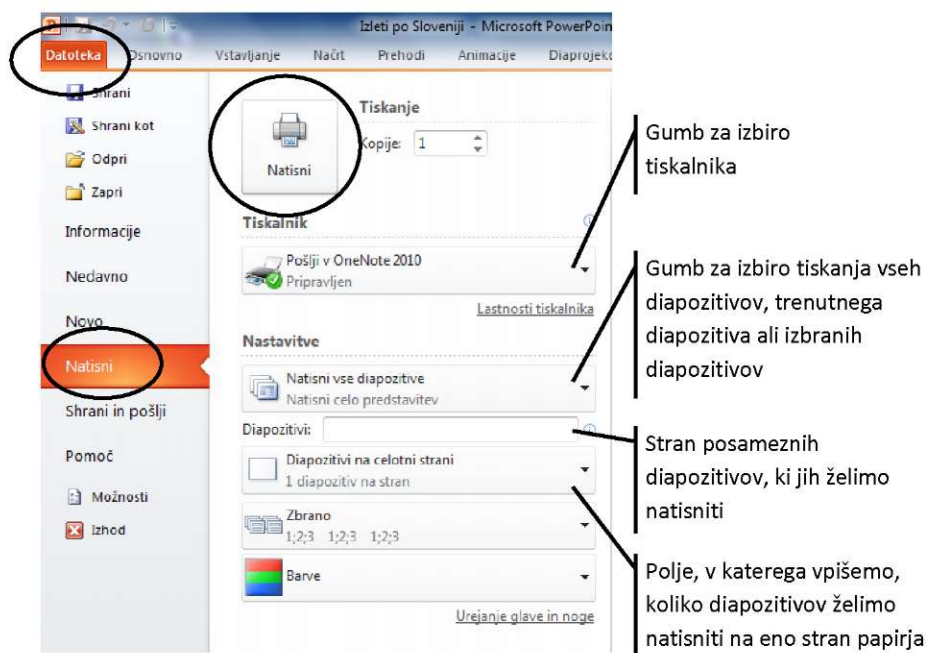 Izleti po Sloveniji - Microsoft PowerPoin
Datoteka Osnovno Vstavljanje Načrt Prehodi Animacije Diaprojekc
Shrani
Shrani kot
Odpri
Zapri
Informacije
Nedavno
Novo
Natisni
Shrani in pošlji
Pomoč
Možnosti
Izhod
Tiskanje
Kopije: 1
Natisni
Tiskalnik
Pošlji v OneNote 2010
Pripravljen
Lastnosti tiskalnika
Nastavitve
Natisni vse diapozitive
Natisni celo predstavitev
Diapozitivi:
Diapozitivi na celotni strani
1 diapozitiv na stran
Zbrano
1;2;3 1;2;3 1;2;3
Barve
Urejanje glave in noge
Gumb za izbiro
tiskalnika
Gumb za izbiro tiskanja vseh
diapozitivov, trenutnega
diapozitiva ali izbranih
diapozitivov
Stran posameznih
diapozitivov, ki jih želimo
natisniti
Polje, v katerega vpišemo,
koliko diapozitivov želimo
natisniti na eno stran papirja